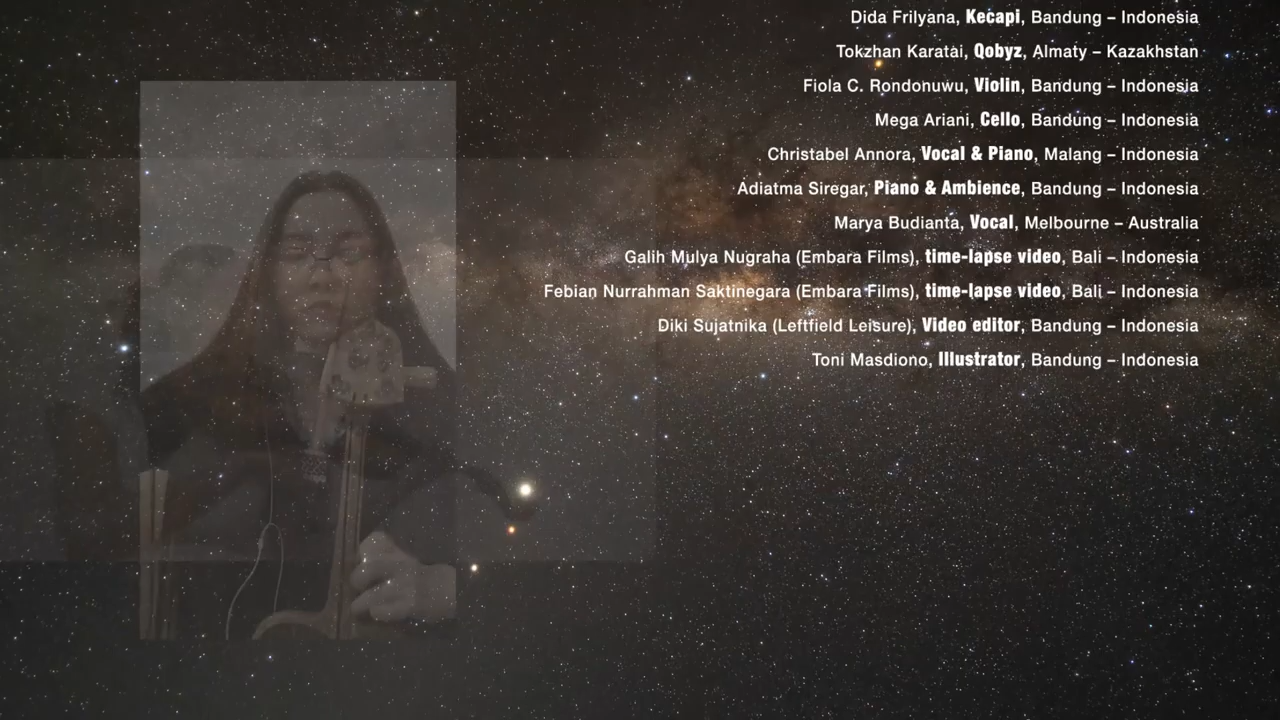 Dida Frilyana, Kecapi, Bandung – Indonesia
Tokzhan Karatai, Qobyz, Almaty – Kazakhstan
Fiola C. Rondonuwu, Violin, Bandung – Indonesia
Mega Ariani, Cello, Bandung – Indonesia
Christabel Annora, Vocal & Piano, Malang – Indonesia
Adiatma Siregar, Piano & Ambience, Bandung – Indonesia
Marya Budianta, Vocal, Melbourne – Australia
Galih Mulya Nugraha (Embara Films), time-lapse video, Bali – Indonesia
Febian Nurrahman Saktinegara (Embara Films), time-lapse video, Bali – Indonesia
Diki Sujatnika (Leftfield Leisure), Video editor, Bandung – Indonesia
Toni Masdiono, Illustrator, Bandung – Indonesia